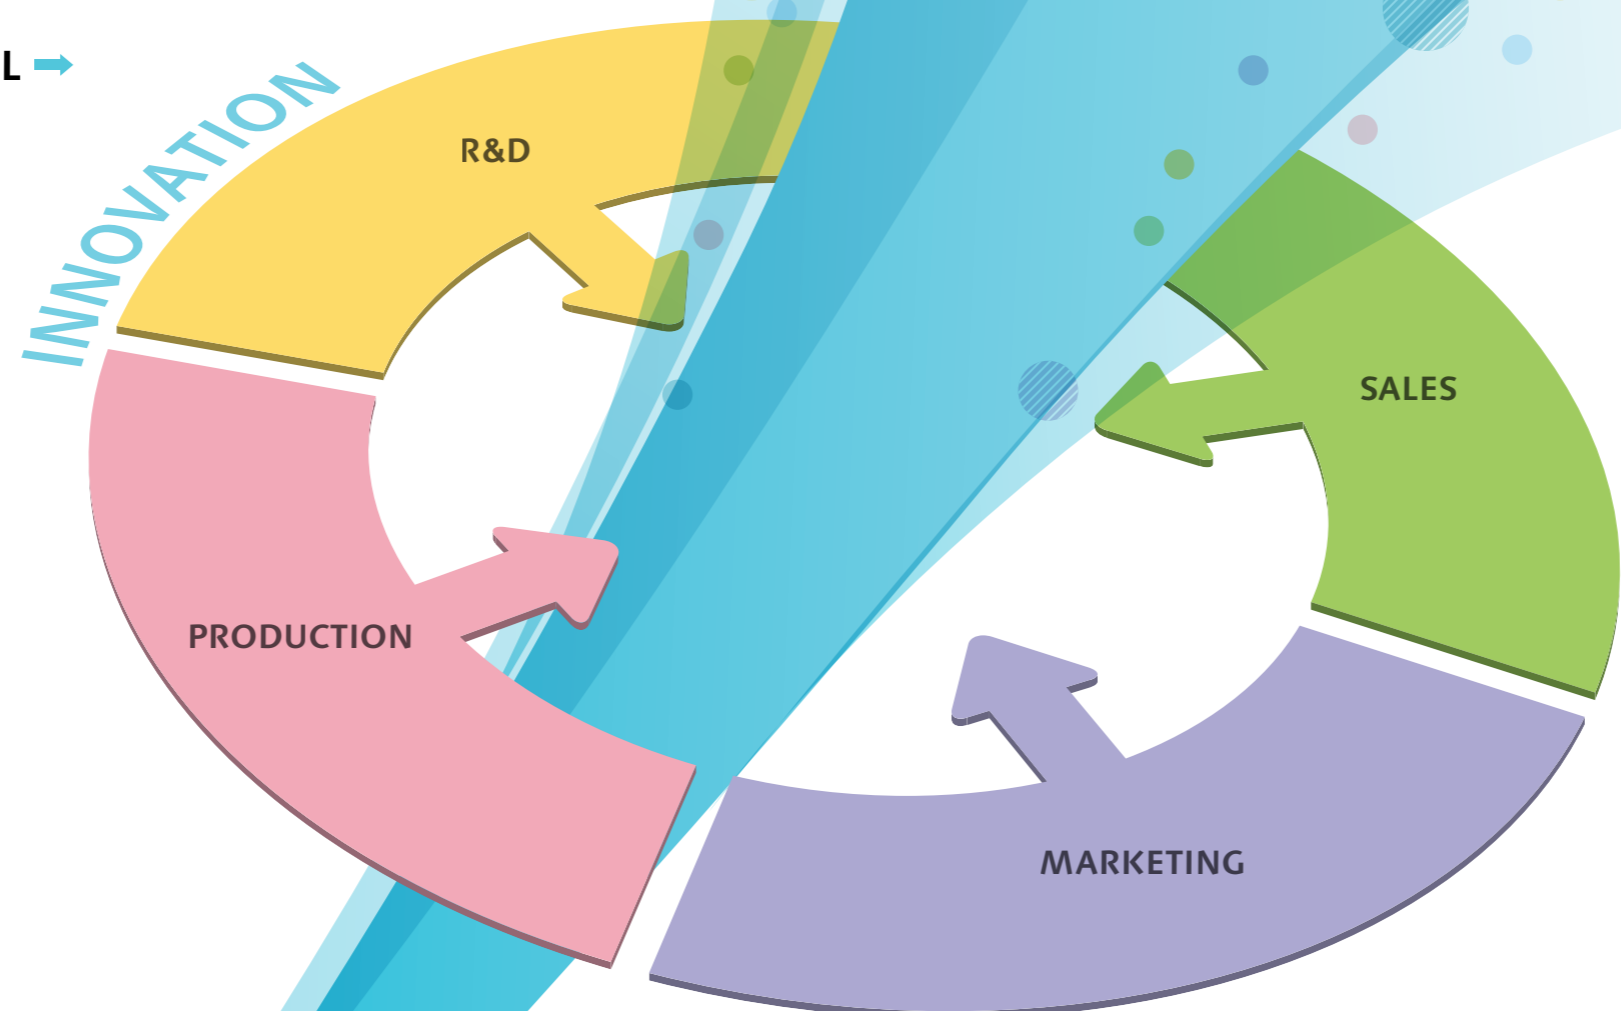 L
INNOVATION
R&D
SALES
PRODUCTION
MARKETING